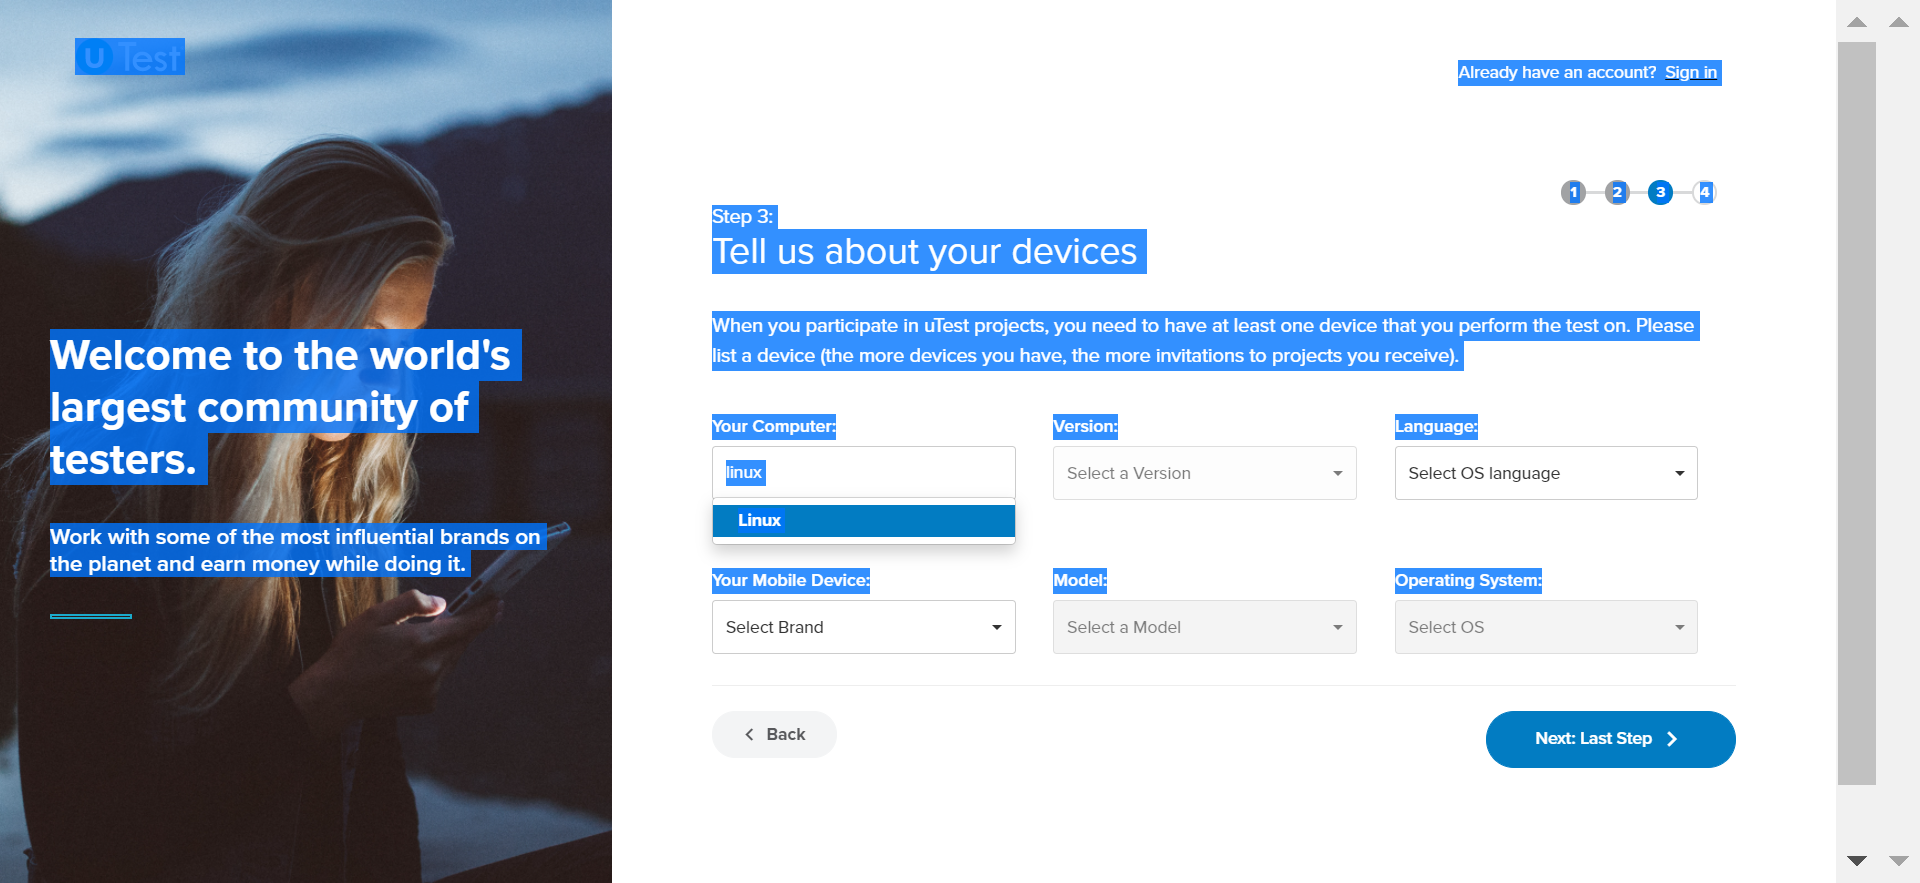 uTest
Already have an account? Sign in
1 2 3 4
Step 3:
Tell us about your devices
When you participate in uTest projects, you need to have at least one device that you perform the test on. Please
list a device (the more devices you have, the more invitations to projects you receive).
Welcome to the world's
largest community of
testers.
Work with some of the most influential brands on
the planet and earn money while doing it.
Your Computer: Version: Language:
linux Select a Version Select OS language
Linux
Your Mobile Device: Model: Operating System:
Select Brand Select a Model Select OS
Back Next: Last Step